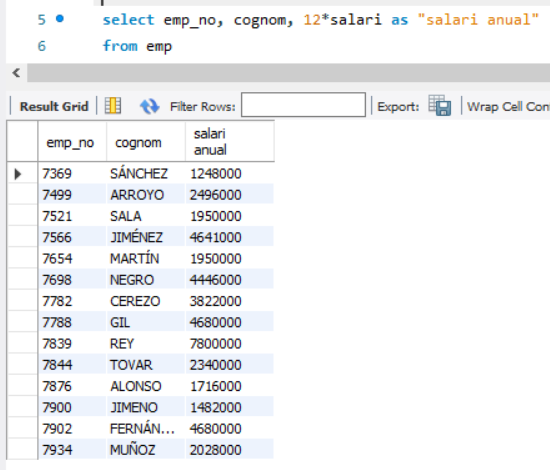 5 select emp_no, cognom, 12*salari as "salari anual"
6 from emp
Result Grid Filter Rows: Export: Wrap Cell Con
emp_no cognom salari anual
7369 SÁNCHEZ 1248000
7499 ARROYO 2496000
7521 SALA 1950000
7566 JIMÉNEZ 4641000
7654 MARTÍN 1950000
7698 NEGRO 4446000
7782 CEREZO 3822000
7788 GIL 4680000
7839 REY 7800000
7844 TOVAR 2340000
7876 ALONSO 1716000
7900 JIMENO 1482000
7902 FERNÁN... 4680000
7934 MUÑOZ 2028000